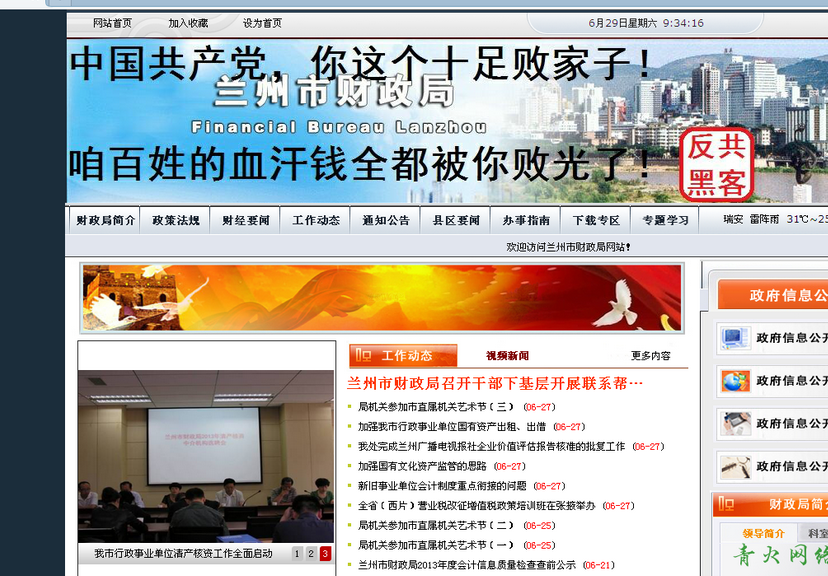 网站首页 加入收藏 设为首页 6月29日星期六 9:34:16
中国共产党，你这个十足败家子！
兰州市财政局
Financial Bureau Lanzhou
咱百姓的血汗钱全都被你败光了！
反共
黑客
财政局简介 政策法规 财经要闻 工作动态 通知公告 县区要闻 办事指南 下载专区 专题学习 瑞安 雷阵雨 31℃~25
欢迎访问兰州市财政局网站!
政府信息公
工作动态 视频新闻 更多内容
兰州市财政局召开干部下基层开展联系帮…
局机关参加市直属机关艺术节（三） (06-27)
加强我市行政事业单位国有资产出租、出借 (06-27)
我处完成兰州广播电视报社企业价值评估报告核准的批复工作 (06-27)
加强国有文化资产监管的思路 (06-27)
新旧事业单位会计制度重点衔接的问题 (06-27)
全省（西片）营业税改征增值税政策培训班在张掖举办 (06-27)
局机关参加市直属机关艺术节（二） (06-25)
局机关参加市直属机关艺术节（一） (06-25)
兰州市财政局2013年度会计信息质量检查查前公示 (06-21)
我市行政事业单位清产核资工作全面启动 1 2 3
政府信息公开
政府信息公开
政府信息公开
政府信息公开
财政局简介
领导简介 科室
青火网络